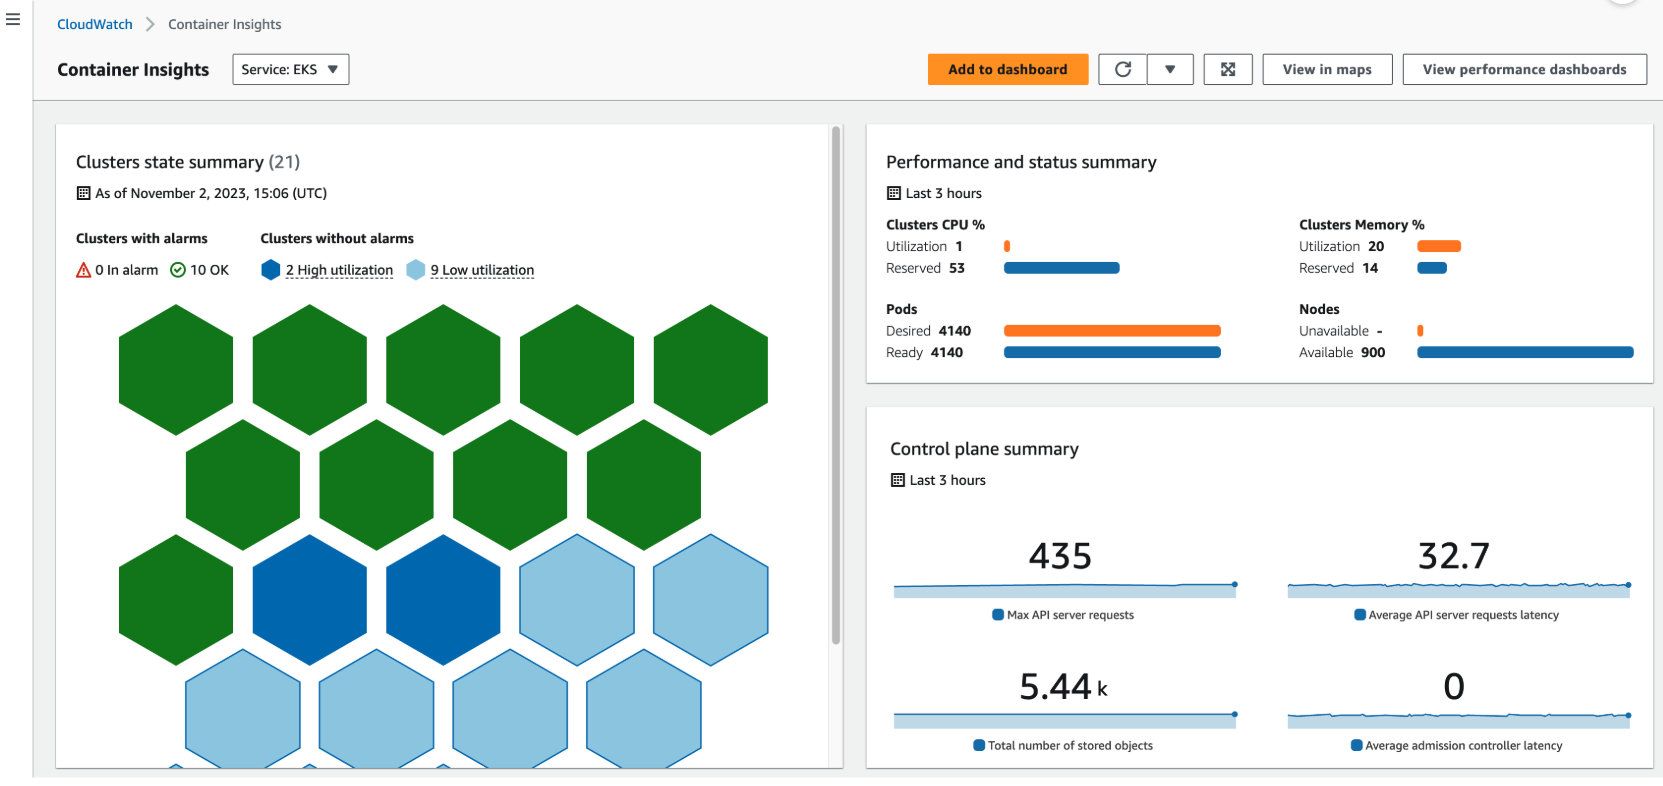 CloudWatch > Container Insights
Container Insights
Service: EKS
Add to dashboard
View in maps
View performance dashboards
Clusters state summary (21)
As of November 2, 2023, 15:06 (UTC)
Clusters with alarms
Clusters without alarms
0 In alarm
10 OK
2 High utilization
9 Low utilization
Performance and status summary
Last 3 hours
Clusters CPU %
Utilization 1
Reserved 53
Clusters Memory %
Utilization 20
Reserved 14
Pods
Desired 4140
Ready 4140
Nodes
Unavailable -
Available 900
Control plane summary
Last 3 hours
435
Max API server requests
32.7
Average API server requests latency
5.44 k
Total number of stored objects
0
Average admission controller latency